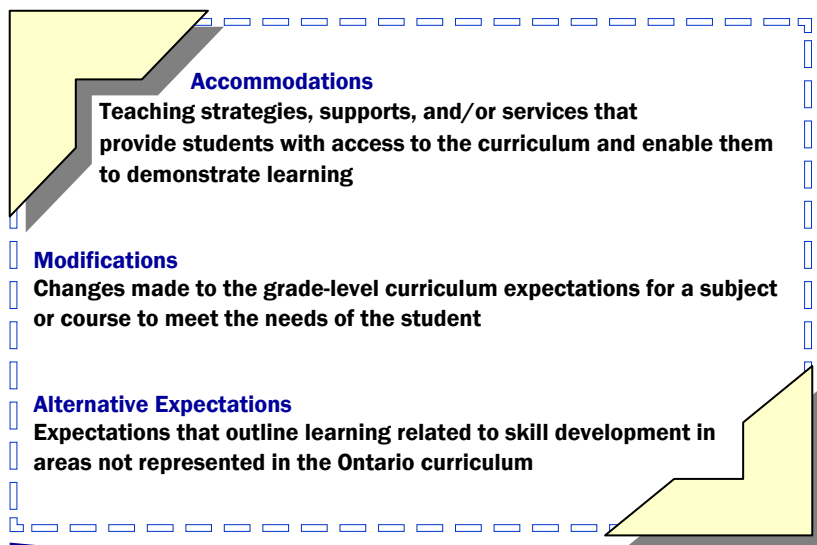 Accommodations
Teaching strategies, supports, and/or services that
provide students with access to the curriculum and enable them
to demonstrate learning
Modifications
Changes made to the grade-level curriculum expectations for a subject
or course to meet the needs of the student
Alternative Expectations
Expectations that outline learning related to skill development in
areas not represented in the Ontario curriculum